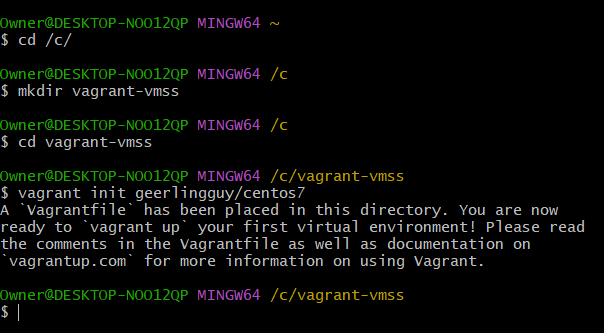 Owner@DESKTOP-NOO12QP MINGW64 ~
$ cd /c/
Owner@DESKTOP-NOO12QP MINGW64 /c
$ mkdir vagrant-vmss
Owner@DESKTOP-NOO12QP MINGW64 /c
$ cd vagrant-vmss
Owner@DESKTOP-NOO12QP MINGW64 /c/vagrant-vmss
$ vagrant init geerlingguy/centos7
A `Vagrantfile` has been placed in this directory. You are now
ready to `vagrant up` your first virtual environment! Please read
the comments in the Vagrantfile as well as documentation on
`vagrantup.com` for more information on using Vagrant.
Owner@DESKTOP-NOO12QP MINGW64 /c/vagrant-vmss
$